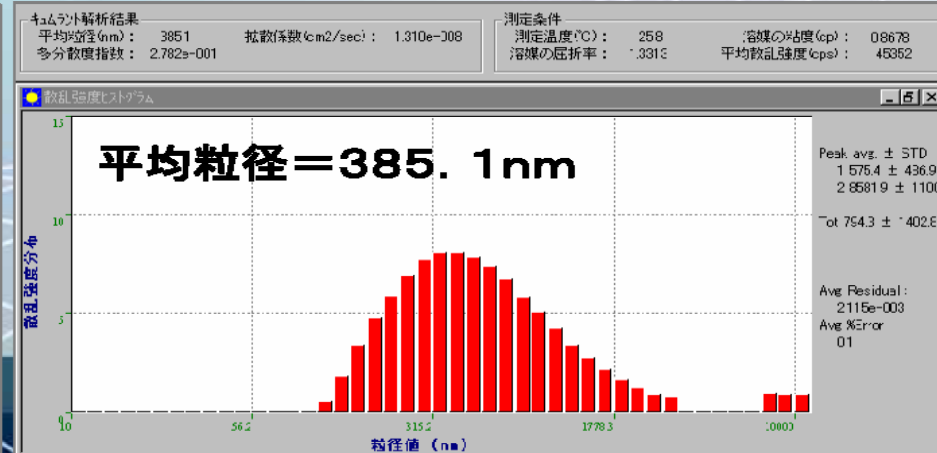 キュムラント解析結果
平均粒径(nm): 3851 拡散係数(cm2/sec): 1.310e-008
多分散度指数: 2.782e-001
測定条件
測定温度(℃): 258 溶媒の粘度(cp): 08678
溶媒の屈折率: 平均散乱強度(cps): 45352
散乱強度ヒストグラム
平均粒径=385.1nm
15
10
5
0
散乱強度分布
10 56.2 315.2 1778.3 10000
粒径値 (nm)
Peak avg. ± STD
1 575.4 ± 436.9
2 8581.9 ± 1100
Tot 794.3 ±
Avg Residual:
2115e-003
Avg %Error
01